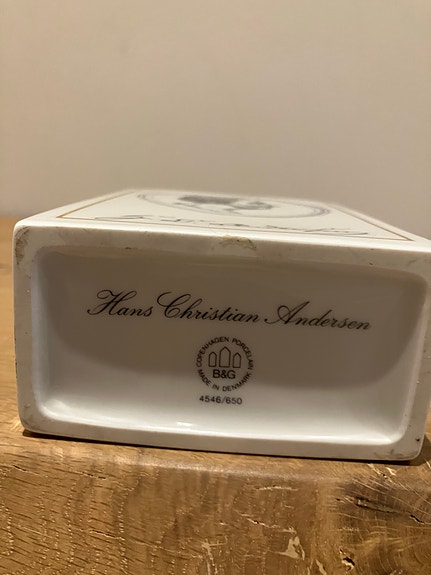 Hans Christian Andersen
COPENHAGEN PORCELAIN
B&G
MADE IN DENMARK
4546/650